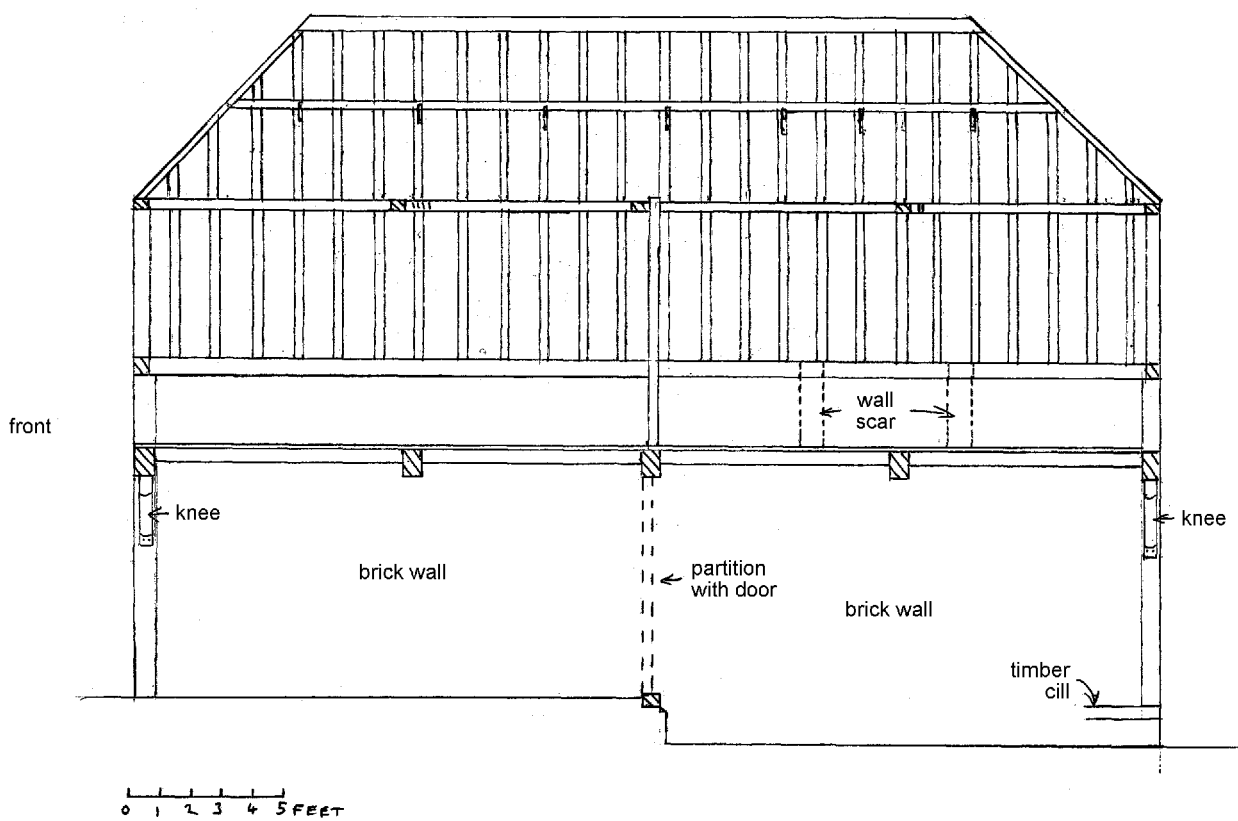 wall
scar
front
knee
knee
brick wall
partition
with door
brick wall
timber
cill
0 1 2 3 4 5 FEET